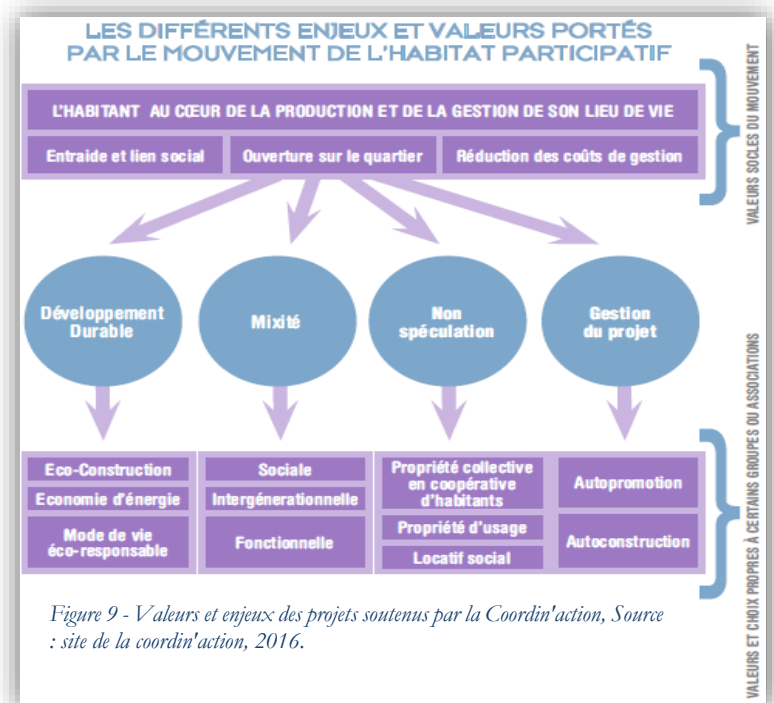 LES DIFFÉRENTS ENJEUX ET VALEURS PORTÉS
PAR LE MOUVEMENT DE L'HABITAT PARTICIPATIF
L'HABITANT AU CŒUR DE LA PRODUCTION ET DE LA GESTION DE SON LIEU DE VIE
Entraide et lien social
Ouverture sur le quartier
Réduction des coûts de gestion
VALEURS SOCLES DU MOUVEMENT
Développement
Durable
Mixité
Non
spéculation
Gestion
du projet
Eco-Construction
Economie d'énergie
Mode de vie
éco-responsable
Sociale
Intergénerationnelle
Fonctionnelle
Propriété collective
en coopérative
d'habitants
Propriété d'usage
Locatif social
Autopromotion
Autoconstruction
VALEURS ET CHOIX PROPRES À CERTAINS GROUPES OU ASSOCIATIONS
Figure 9 - Valeurs et enjeux des projets soutenus par la Coordin'action, Source
: site de la coordin'action, 2016.